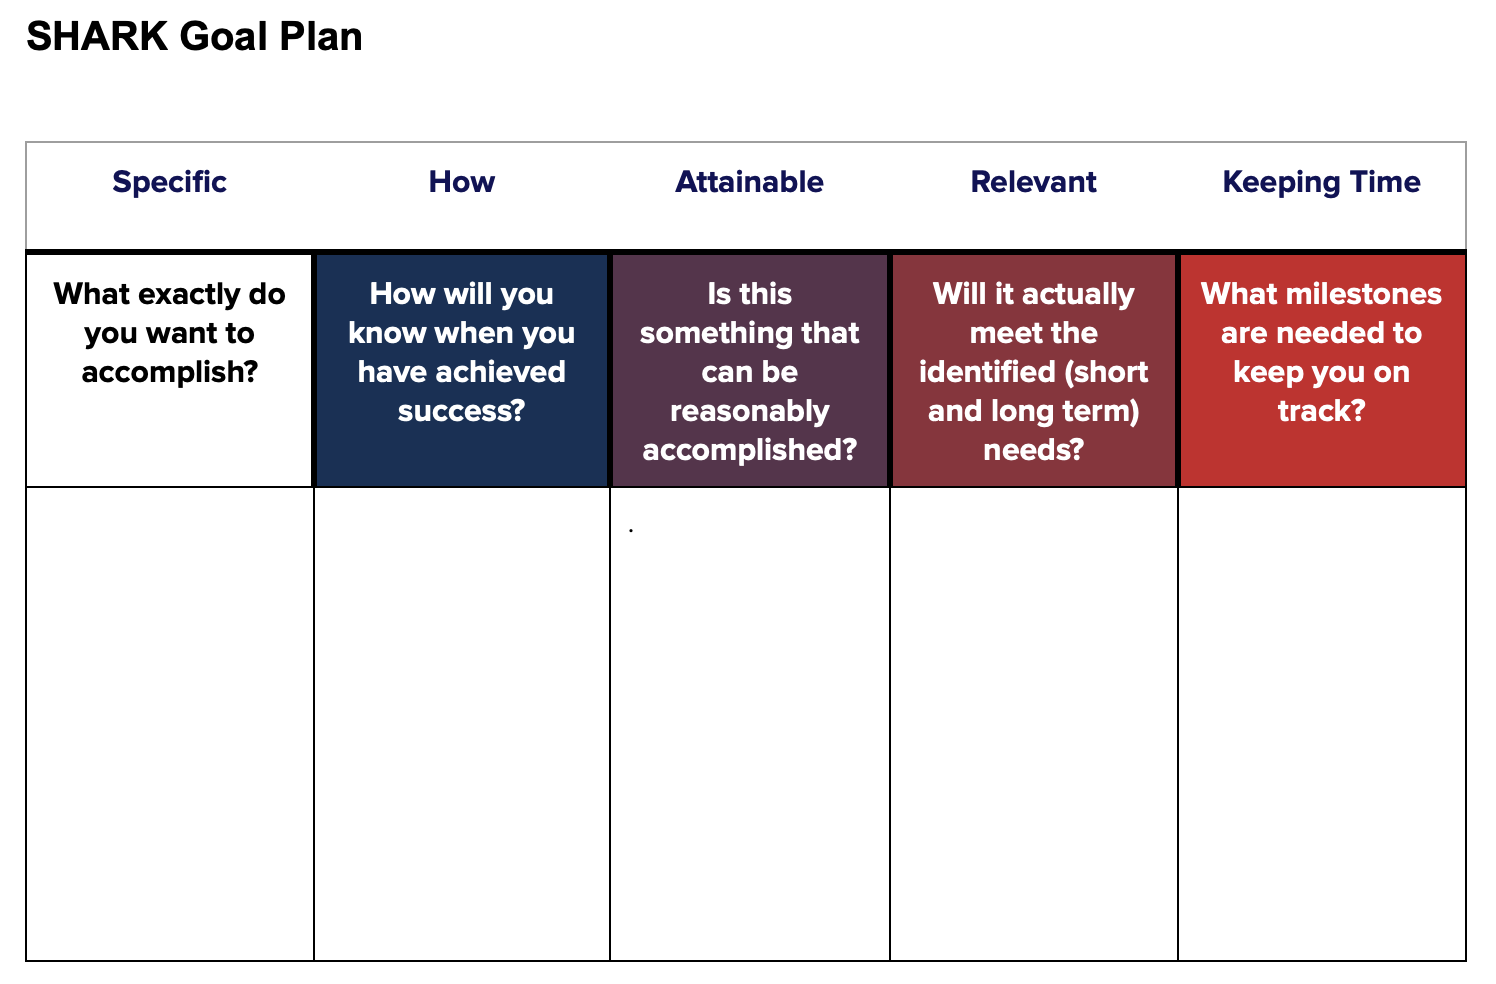 SHARK Goal Plan
Specific
How
Attainable
Relevant
Keeping Time
What exactly do
you want to
accomplish?
How will you
know when you
have achieved
success?
Is this
something that
can be
reasonably
accomplished?
Will it actually
meet the
identified (short
and long term)
needs?
What milestones
are needed to
keep you on
track?
.